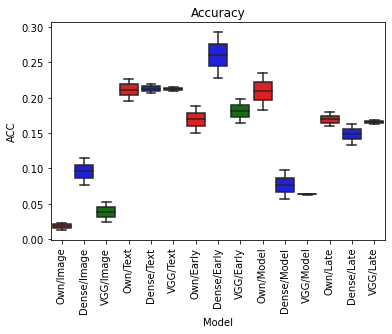 Accuracy
0.30
0.25
0.20
0.15
0.10
0.05
0.00
ACC
Own/Image
Dense/Image
VGG/Image
Own/Text
Dense/Text
VGG/Text
Own/Early
Dense/Early
VGG/Early
Own/Model
Dense/Model
VGG/Model
Own/Late
Dense/Late
VGG/Late
Model